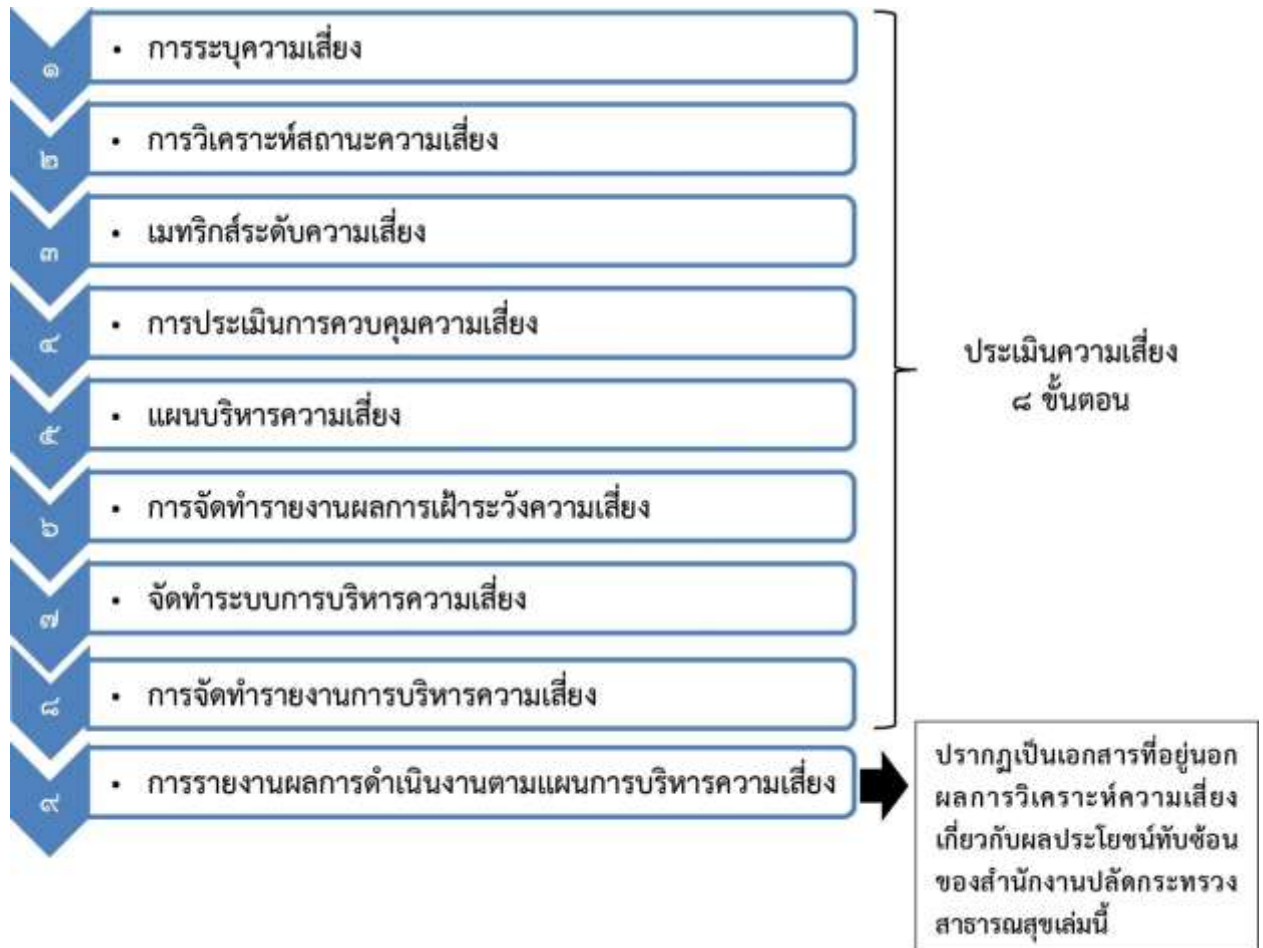 ๑ • การระบุความเสี่ยง
๒ • การวิเคราะห์สถานะความเสี่ยง
๓ • เมทริกส์ระดับความเสี่ยง
๔ • การประเมินการควบคุมความเสี่ยง
๕ • แผนบริหารความเสี่ยง
๖ • การจัดทำรายงานผลการเฝ้าระวังความเสี่ยง
๗ • จัดทำระบบการบริหารความเสี่ยง
๘ • การจัดทำรายงานการบริหารความเสี่ยง
๙ • การรายงานผลการดำเนินงานตามแผนการบริหารความเสี่ยง
ประเมินความเสี่ยง
๘ ขั้นตอน
ปรากฏเป็นเอกสารที่อยู่นอก
ผลการวิเคราะห์ความเสี่ยง
เกี่ยวกับผลประโยชน์ทับซ้อน
ของสำนักงานปลัดกระทรวง
สาธารณสุขเล่มนี้